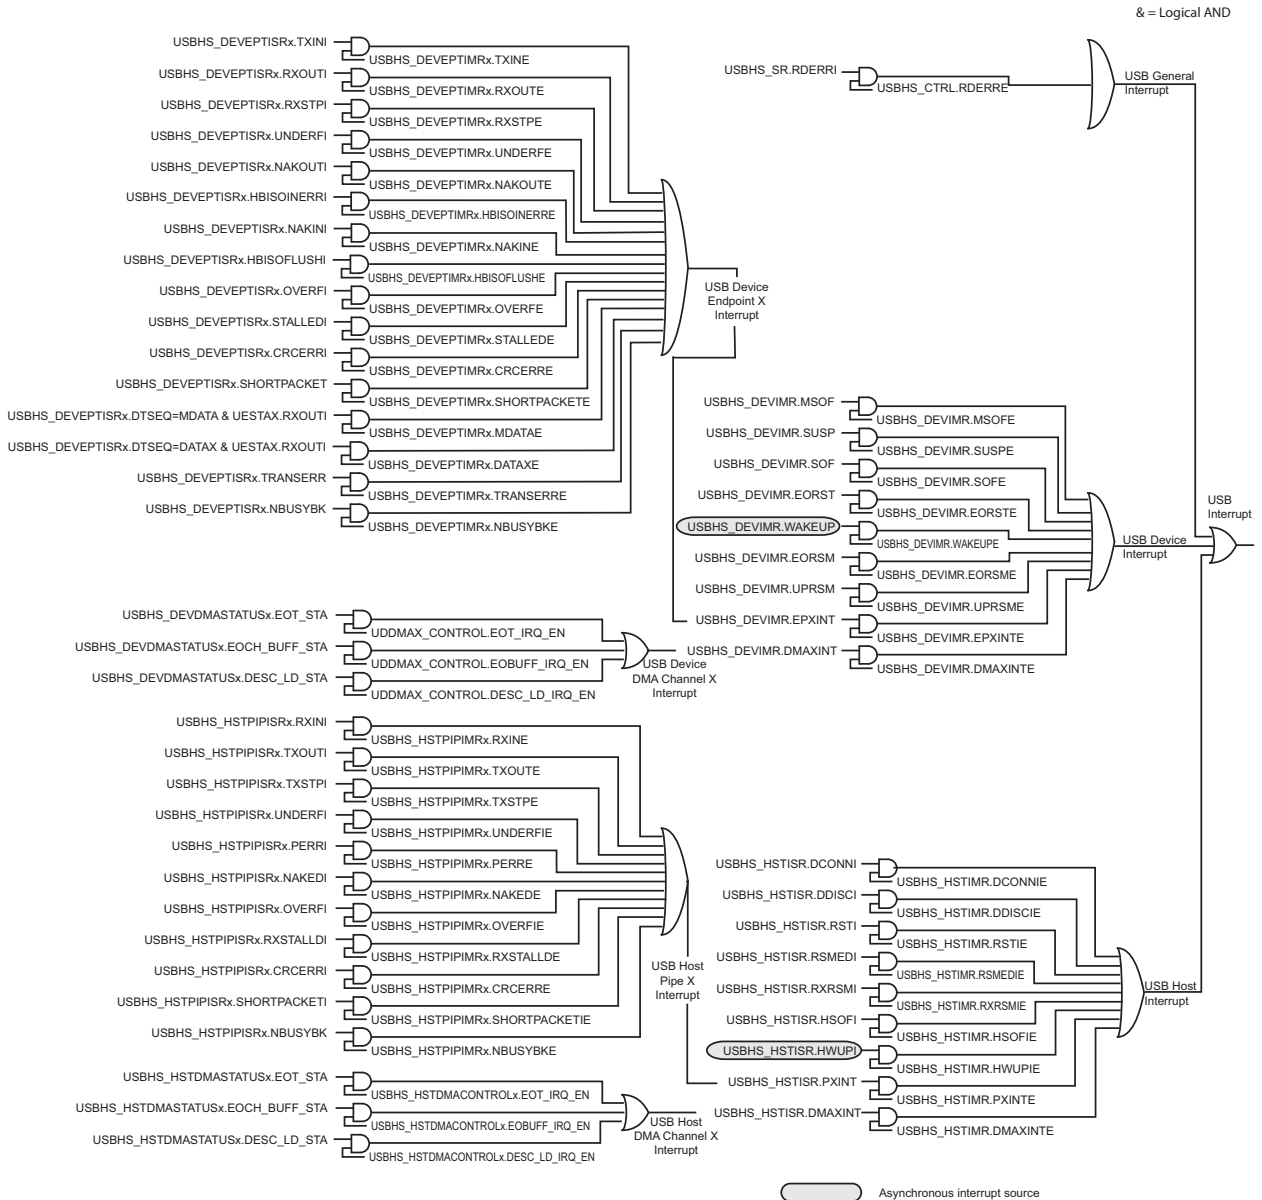 & = Logical AND
USBHS_DEVEPTISRx.TXINI
USBHS_DEVEPTIMRx.TXINE
USBHS_DEVEPTISRx.RXOUTI
USBHS_DEVEPTIMRx.RXOUTE
USBHS_DEVEPTISRx.RXSTPI
USBHS_DEVEPTIMRx.RXSTPE
USBHS_DEVEPTISRx.UNDERFI
USBHS_DEVEPTIMRx.UNDERFE
USBHS_DEVEPTISRx.NAKOUTI
USBHS_DEVEPTIMRx.NAKOUTE
USBHS_DEVEPTISRx.HBISOINERRI
USBHS_DEVEPTIMRx.HBISOINERRE
USBHS_DEVEPTISRx.NAKINI
USBHS_DEVEPTIMRx.NAKINE
USBHS_DEVEPTISRx.HBISOFLUSHI
USBHS_DEVEPTIMRx.HBISOFLUSHE
USBHS_DEVEPTISRx.OVERFI
USBHS_DEVEPTIMRx.OVERFE
USBHS_DEVEPTISRx.STALLEDI
USBHS_DEVEPTIMRx.STALLEDE
USBHS_DEVEPTISRx.CRCERRI
USBHS_DEVEPTIMRx.CRCERRE
USBHS_DEVEPTISRx.SHORTPACKET
USBHS_DEVEPTIMRx.SHORTPACKETE
USBHS_DEVEPTISRx.DTSEQ=MDATA & UESTAX.RXOUTI
USBHS_DEVEPTIMRx.MDATAE
USBHS_DEVEPTISRx.DTSEQ=DATAX & UESTAX.RXOUTI
USBHS_DEVEPTIMRx.DATAXE
USBHS_DEVEPTISRx.TRANSERR
USBHS_DEVEPTIMRx.TRANSERRE
USBHS_DEVEPTISRx.NBUSYBK
USBHS_DEVEPTIMRx.NBUSYBKE
USB Device
Endpoint X
Interrupt
USBHS_SR.RDERRI
USBHS_CTRL.RDERRE
USB General
Interrupt
USBHS_DEVIMR.MSOF
USBHS_DEVIMR.MSOFE
USBHS_DEVIMR.SUSP
USBHS_DEVIMR.SUSPE
USBHS_DEVIMR.SOF
USBHS_DEVIMR.SOFE
USBHS_DEVIMR.EORST
USBHS_DEVIMR.EORSTE
USBHS_DEVIMR.WAKEUP
USBHS_DEVIMR.WAKEUPE
USBHS_DEVIMR.EORSM
USBHS_DEVIMR.EORSME
USBHS_DEVIMR.UPRSM
USBHS_DEVIMR.UPRSME
USBHS_DEVIMR.EPXINT
USBHS_DEVIMR.EPXINTE
USBHS_DEVIMR.DMAXINT
USBHS_DEVIMR.DMAXINTE
USB Device
Interrupt
USB
Interrupt
USBHS_DEVDMASTATUSx.EOT_STA
UDDMAX_CONTROL.EOT_IRQ_EN
USBHS_DEVDMASTATUSx.EOCH_BUFF_STA
UDDMAX_CONTROL.EOBUFF_IRQ_EN
USBHS_DEVDMASTATUSx.DESC_LD_STA
UDDMAX_CONTROL.DESC_LD_IRQ_EN
USB Device
DMA Channel X
Interrupt
USBHS_HSTPIPISRx.RXINI
USBHS_HSTPIPIMRx.RXINE
USBHS_HSTPIPISRx.TXOUTI
USBHS_HSTPIPIMRx.TXOUTE
USBHS_HSTPIPISRx.TXSTPI
USBHS_HSTPIPIMRx.TXSTPE
USBHS_HSTPIPISRx.UNDERFI
USBHS_HSTPIPIMRx.UNDERFIE
USBHS_HSTPIPISRx.PERRI
USBHS_HSTPIPIMRx.PERRE
USBHS_HSTPIPISRx.NAKEDI
USBHS_HSTPIPIMRx.NAKEDE
USBHS_HSTPIPISRx.OVERFI
USBHS_HSTPIPIMRx.OVERFIE
USBHS_HSTPIPISRx.RXSTALLDI
USBHS_HSTPIPIMRx.RXSTALLDE
USBHS_HSTPIPISRx.CRCERRI
USBHS_HSTPIPIMRx.CRCERRE
USBHS_HSTPIPISRx.SHORTPACKETI
USBHS_HSTPIPIMRx.SHORTPACKETIE
USBHS_HSTPIPISRx.NBUSYBK
USBHS_HSTPIPIMRx.NBUSYBKE
USB Host
Pipe X
Interrupt
USBHS_HSTDMASTATUSx.EOT_STA
USBHS_HSTDMACONTROLx.EOT_IRQ_EN
USBHS_HSTDMASTATUSx.EOCH_BUFF_STA
USBHS_HSTDMACONTROLx.EOBUFF_IRQ_EN
USBHS_HSTDMASTATUSx.DESC_LD_STA
USBHS_HSTDMACONTROLx.DESC_LD_IRQ_EN
USB Host
DMA Channel X
Interrupt
USBHS_HSTISR.DCONNI
USBHS_HSTIMR.DCONNIE
USBHS_HSTISR.DDISCI
USBHS_HSTIMR.DDISCIE
USBHS_HSTISR.RSTI
USBHS_HSTIMR.RSTIE
USBHS_HSTISR.RSMEDI
USBHS_HSTIMR.RSMEDIE
USBHS_HSTISR.RXRSMI
USBHS_HSTIMR.RXRSMIE
USBHS_HSTISR.HSOFI
USBHS_HSTIMR.HSOFIE
USBHS_HSTISR.HWUPI
USBHS_HSTIMR.HWUPIE
USBHS_HSTISR.PXINT
USBHS_HSTIMR.PXINTE
USBHS_HSTISR.DMAXINT
USBHS_HSTIMR.DMAXINTE
USB Host
Interrupt
Asynchronous interrupt source